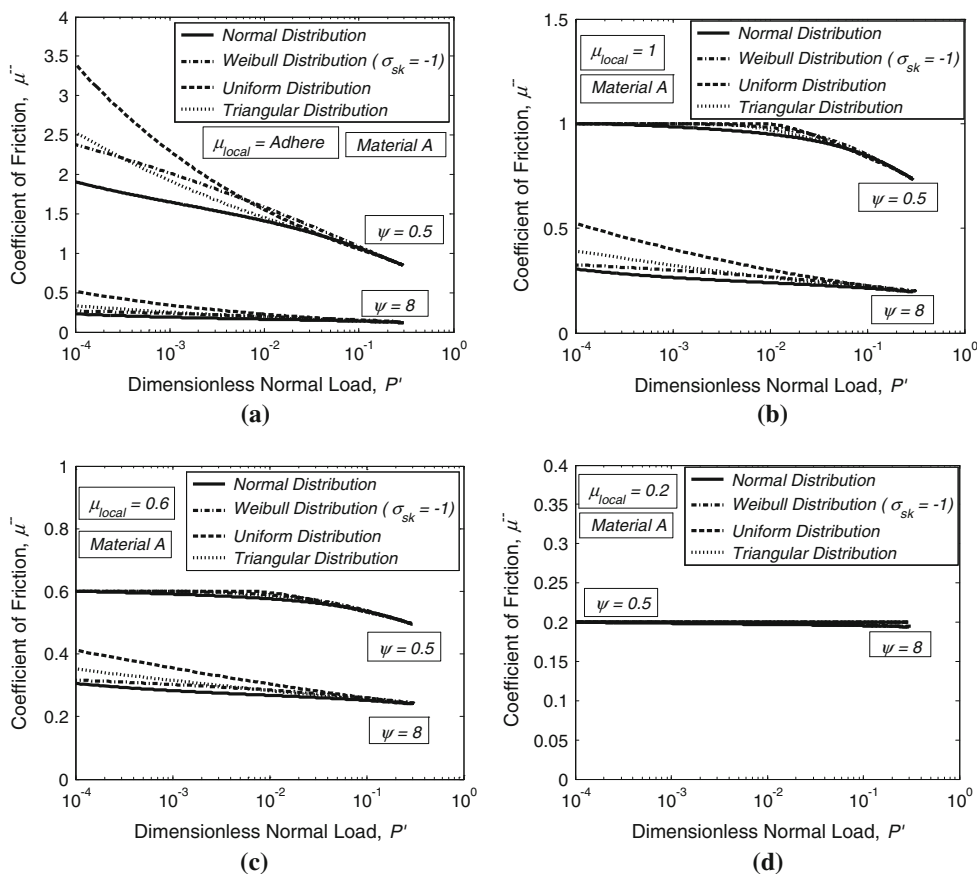 Normal Distribution
Weibull Distribution ( σsk = -1)
Uniform Distribution
Triangular Distribution
μlocal = Adhere
Material A
ψ = 0.5
ψ = 8
Coefficient of Friction, μ--
4
3.5
3
2.5
2
1.5
1
0.5
0
10-4
10-3
10-2
10-1
100
Dimensionless Normal Load, P'
(a)
Normal Distribution
Weibull Distribution ( σsk = -1)
Uniform Distribution
Triangular Distribution
μlocal = 1
Material A
ψ = 0.5
ψ = 8
Coefficient of Friction, μ--
1.5
1
0.5
0
10-4
10-3
10-2
10-1
100
Dimensionless Normal Load, P'
(b)
Normal Distribution
Weibull Distribution ( σsk = -1)
Uniform Distribution
Triangular Distribution
μlocal = 0.6
Material A
ψ = 0.5
ψ = 8
Coefficient of Friction, μ--
1
0.8
0.6
0.4
0.2
0
10-4
10-3
10-2
10-1
100
Dimensionless Normal Load, P'
(c)
Normal Distribution
Weibull Distribution ( σsk = -1)
Uniform Distribution
Triangular Distribution
μlocal = 0.2
Material A
ψ = 0.5
ψ = 8
Coefficient of Friction, μ--
0.4
0.35
0.3
0.25
0.2
0.15
0.1
0.05
0
10-4
10-3
10-2
10-1
100
Dimensionless Normal Load, P'
(d)